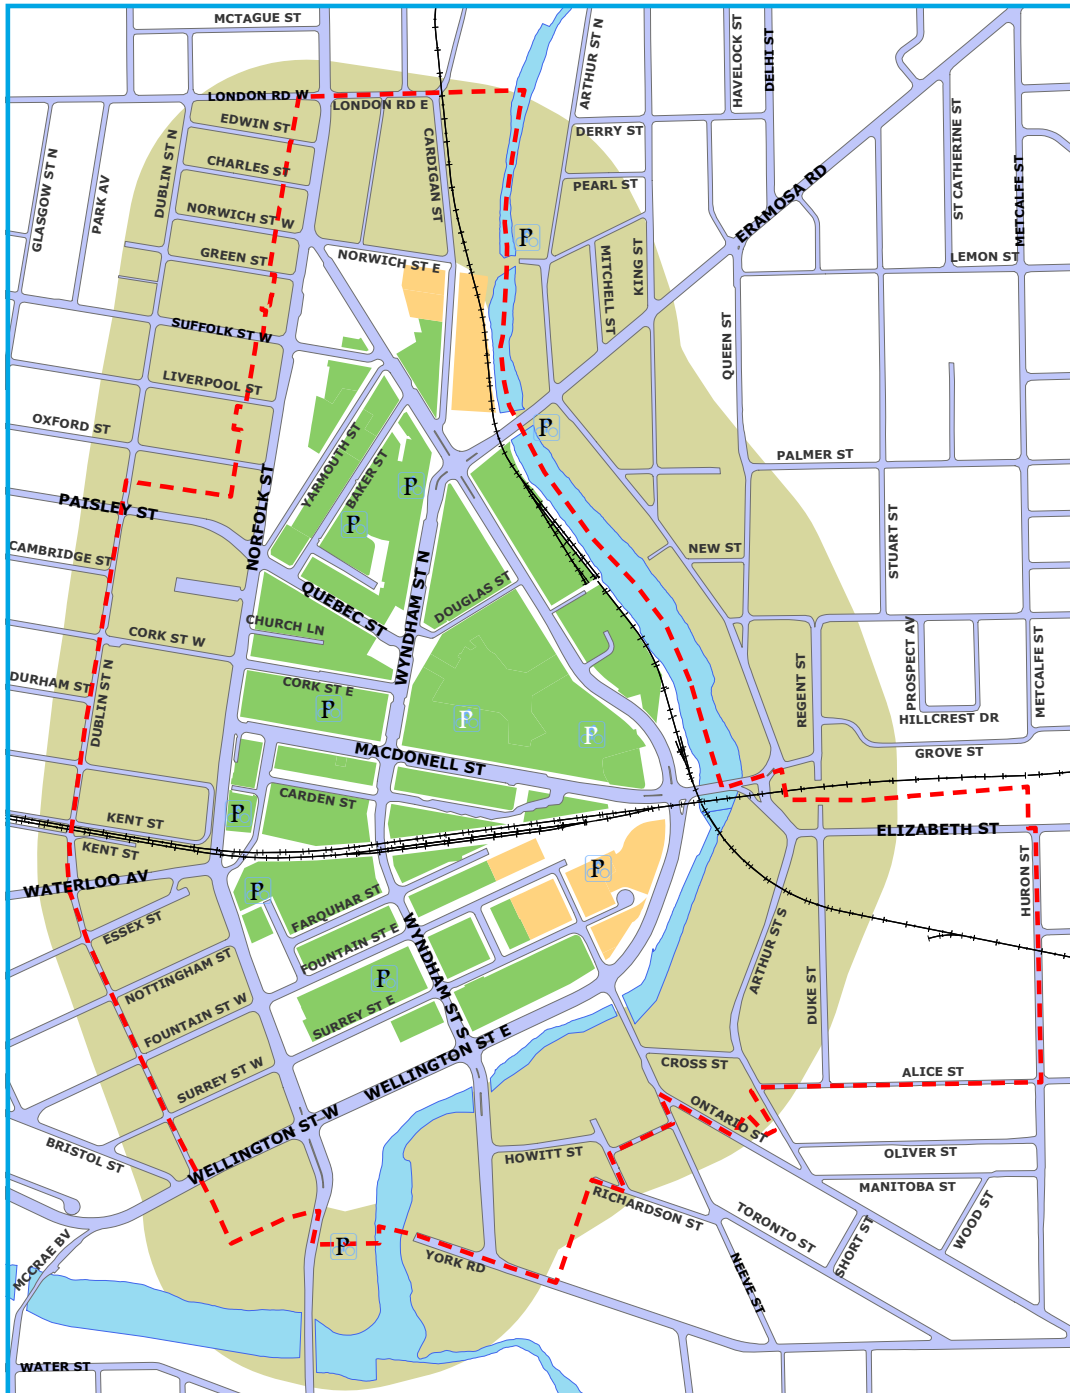 MCTAGUE ST
ARTHUR ST N
HAVELOCK ST
DELHI ST
LONDON RD W
LONDON RD E
EDWIN ST
CARDIGAN ST
DERRY ST
ST CATHERINE ST
METCALFE ST
GLASGOW ST N
PARK AV
DUBLIN ST N
CHARLES ST
PEARL ST
ERAMOSA RD
NORWICH ST W
P
GREEN ST
NORWICH ST E
MITCHELL ST
KING ST
LEMON ST
SUFFOLK ST W
QUEEN ST
LIVERPOOL ST
OXFORD ST
P
YARMOUTH ST
BAKER ST
PALMER ST
P
PAISLEY ST
NORFOLK ST
P
STUART ST
CAMBRIDGE ST
NEW ST
QUEBEC ST
WYNDHAM ST N
DOUGLAS ST
CHURCH LN
CORK ST W
PROSPECT AV
METCALFE ST
DURHAM ST
DUBLIN ST N
CORK ST E
REGENT ST
P
P
P
HILLCREST DR
GROVE ST
MACDONELL ST
CARDEN ST
P
KENT ST
KENT ST
ELIZABETH ST
WATERLOO AV
P
P
HURON ST
FARQUHAR ST
ESSEX ST
FOUNTAIN ST E
WYNDHAM ST S
ARTHUR ST S
NOTTINGHAM ST
P
DUKE ST
FOUNTAIN ST W
SURREY ST E
SURREY ST W
WELLINGTON ST E
CROSS ST
ALICE ST
WELLINGTON ST W
ONTARIO ST
BRISTOL ST
HOWITT ST
OLIVER ST
MANITOBA ST
RICHARDSON ST
TORONTO ST
SHORT ST
WOOD ST
MCCRAE BV
P
YORK RD
NEEVE ST
WATER ST